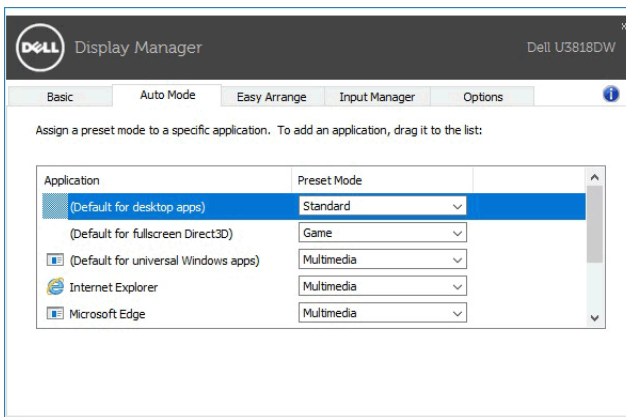 DELL Display Manager Dell U3818DW
x
Basic Auto Mode Easy Arrange Input Manager Options
Assign a preset mode to a specific application. To add an application, drag it to the list:
Application Preset Mode
(Default for desktop apps) Standard
(Default for fullscreen Direct3D) Game
(Default for universal Windows apps) Multimedia
Internet Explorer Multimedia
Microsoft Edge Multimedia